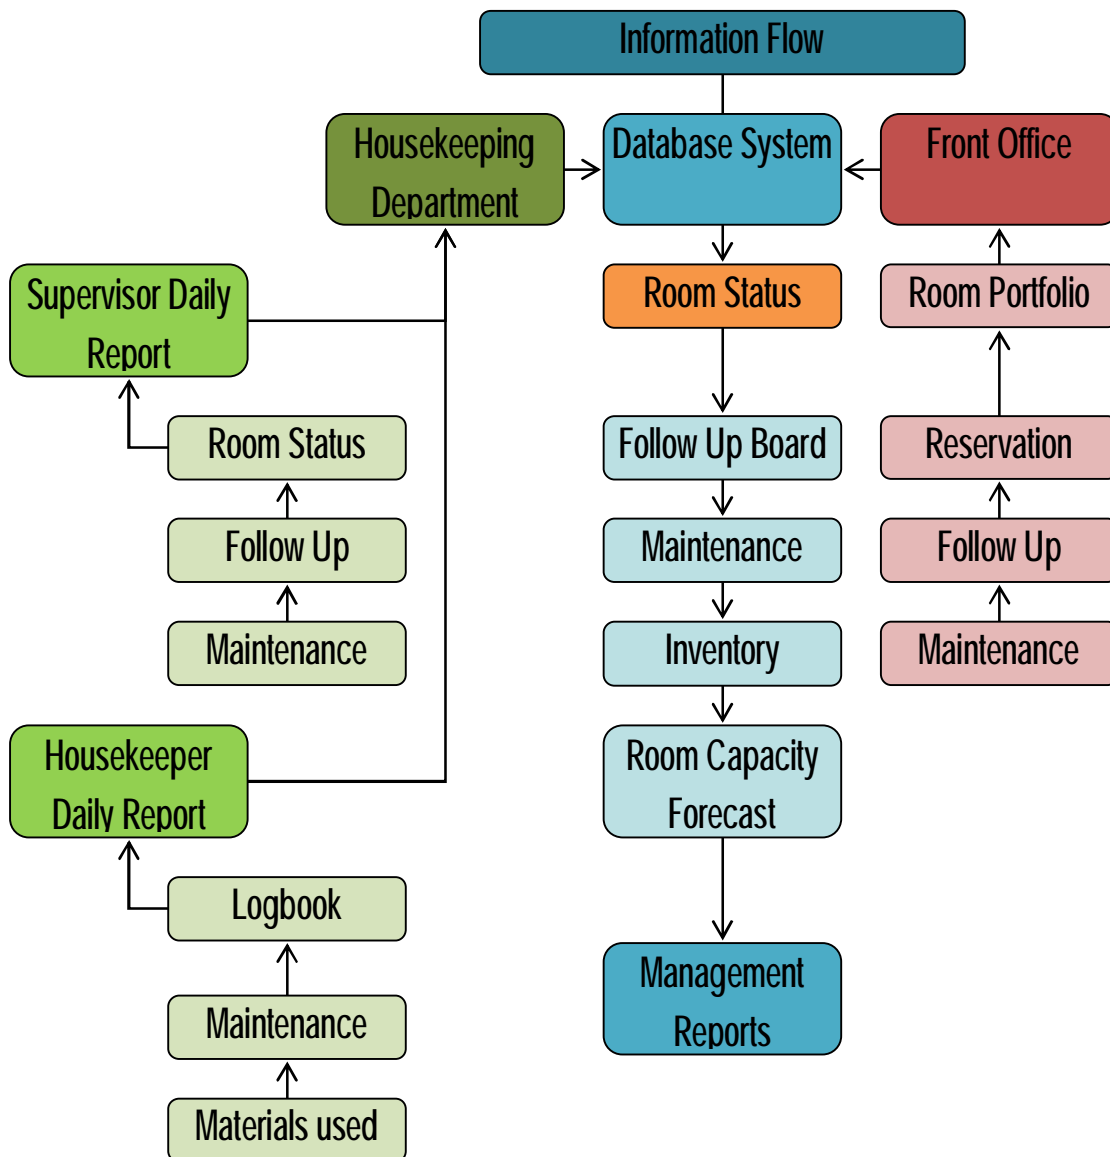 Information Flow
Housekeeping
Department
Database System
Front Office
Supervisor Daily
Report
Room Status
Room Portfolio
Room Status
Follow Up Board
Reservation
Follow Up
Maintenance
Follow Up
Maintenance
Inventory
Maintenance
Housekeeper
Daily Report
Room Capacity
Forecast
Logbook
Management
Reports
Maintenance
Materials used